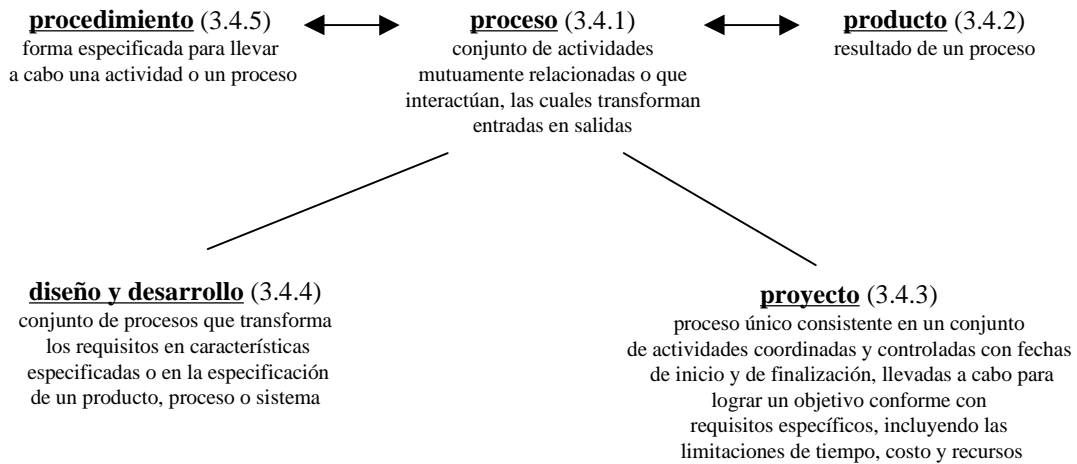 procedimiento (3.4.5)
forma especificada para llevar
a cabo una actividad o un proceso
proceso (3.4.1)
conjunto de actividades
mutuamente relacionadas o que
interactúan, las cuales transforman
entradas en salidas
producto (3.4.2)
resultado de un proceso
diseño y desarrollo (3.4.4)
conjunto de procesos que transforma
los requisitos en características
especificadas o en la especificación
de un producto, proceso o sistema
proyecto (3.4.3)
proceso único consistente en un conjunto
de actividades coordinadas y controladas con fechas
de inicio y de finalización, llevadas a cabo para
lograr un objetivo conforme con
requisitos específicos, incluyendo las
limitaciones de tiempo, costo y recursos